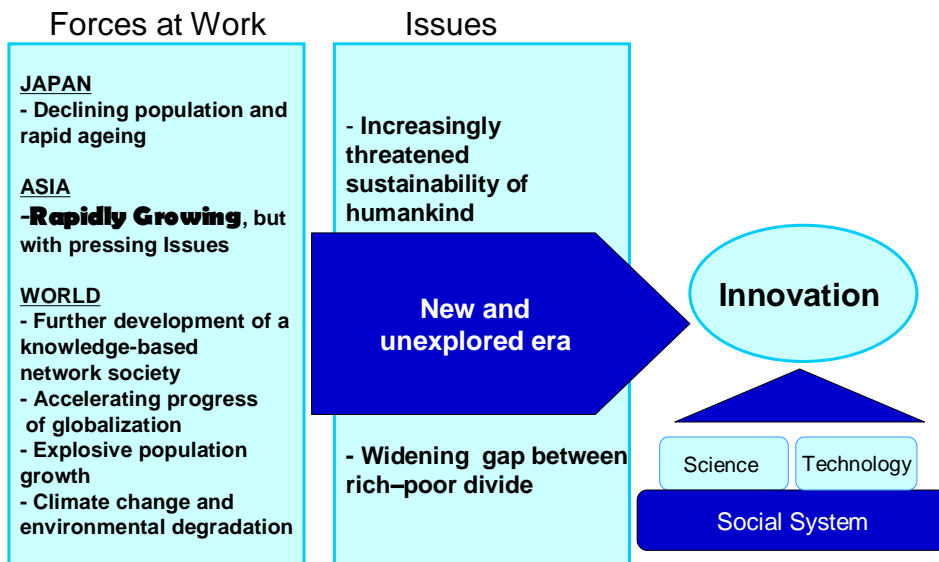 Forces at Work
Issues
JAPAN
- Declining population and
rapid ageing
ASIA
-Rapidly Growing, but
with pressing Issues
WORLD
- Further development of a
knowledge-based
network society
- Accelerating progress
of globalization
- Explosive population
growth
- Climate change and
environmental degradation
- Increasingly
threatened
sustainability of
humankind
New and
unexplored era
- Widening gap between
rich–poor divide
Innovation
Science
Technology
Social System